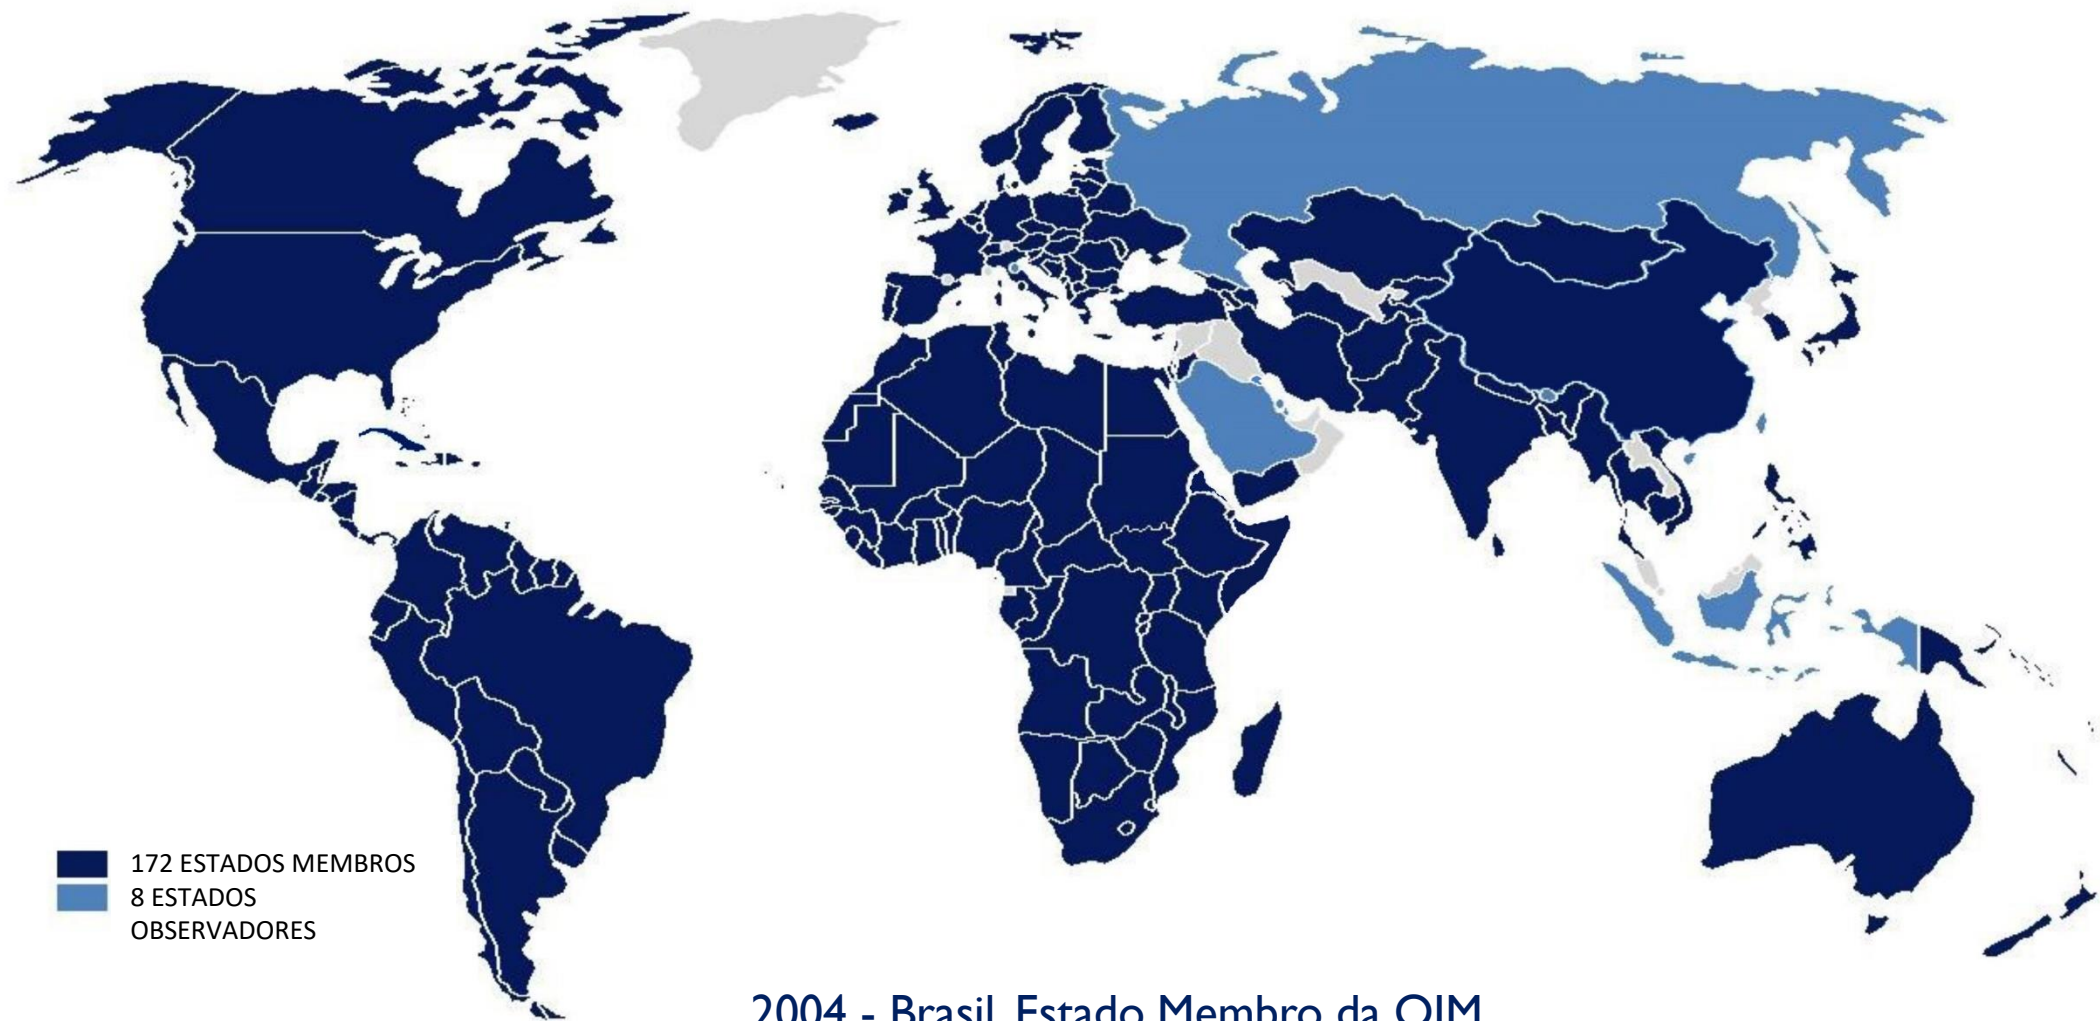 172 ESTADOS MEMBROS
8 ESTADOS
OBSERVADORES
2004 - Brasil, Estado Membro da OIM